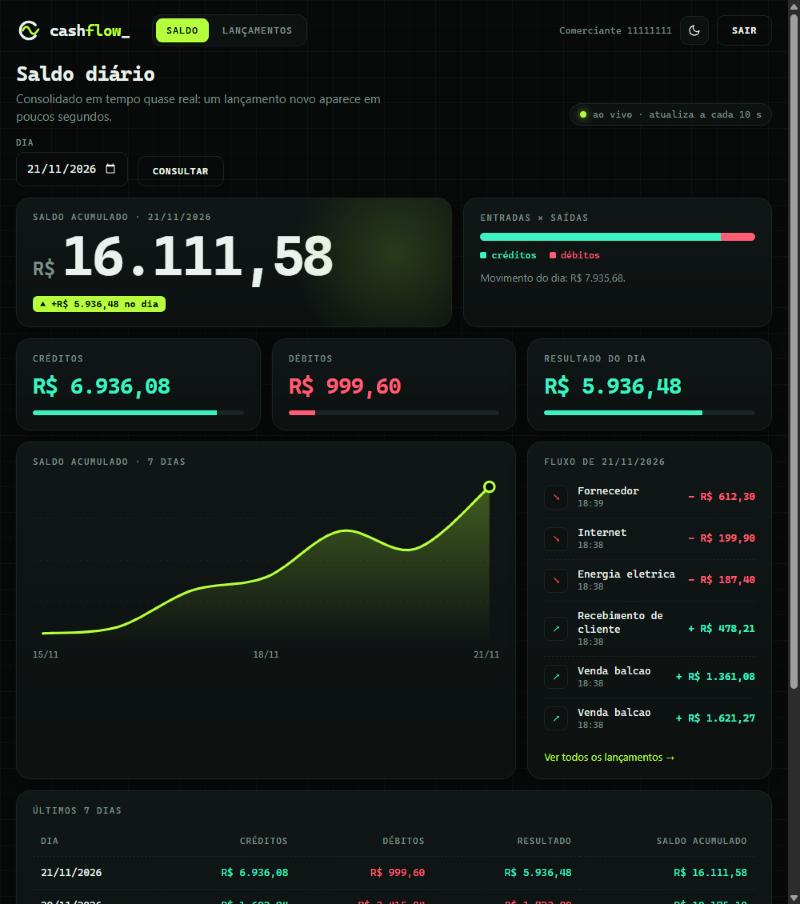 cashflow_
SALDO
LANÇAMENTOS
Comerciante 11111111
SAIR
Saldo diário
Consolidado em tempo quase real: um lançamento novo aparece em
poucos segundos.
ao vivo · atualiza a cada 10 s
DIA
21/11/2026
CONSULTAR
SALDO ACUMULADO · 21/11/2026
R$ 16.111,58
▲ +R$ 5.936,48 no dia
ENTRADAS × SAÍDAS
créditos
débitos
Movimento do dia: R$ 7.935,68.
CRÉDITOS
R$ 6.936,08
DÉBITOS
R$ 999,60
RESULTADO DO DIA
R$ 5.936,48
SALDO ACUMULADO · 7 DIAS
15/11
18/11
21/11
FLUXO DE 21/11/2026
Fornecedor
18:39
− R$ 612,30
Internet
18:38
− R$ 199,90
Energia eletrica
18:38
− R$ 187,40
Recebimento de
cliente
18:38
+ R$ 478,21
Venda balcao
18:38
+ R$ 1.361,08
Venda balcao
18:38
+ R$ 1.621,27
Ver todos os lançamentos →
ÚLTIMOS 7 DIAS
DIA CRÉDITOS DÉBITOS RESULTADO SALDO ACUMULADO
21/11/2026 R$ 6.936,08 R$ 999,60 R$ 5.936,48 R$ 16.111,58